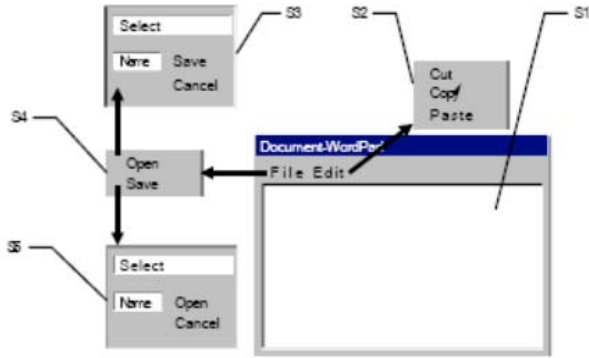 Select
Name Save
Cancel
S3
S2
S1
Cut
Copy
Paste
S4
Open
Save
Document-WordPad
File Edit
S5
Select
Name Open
Cancel